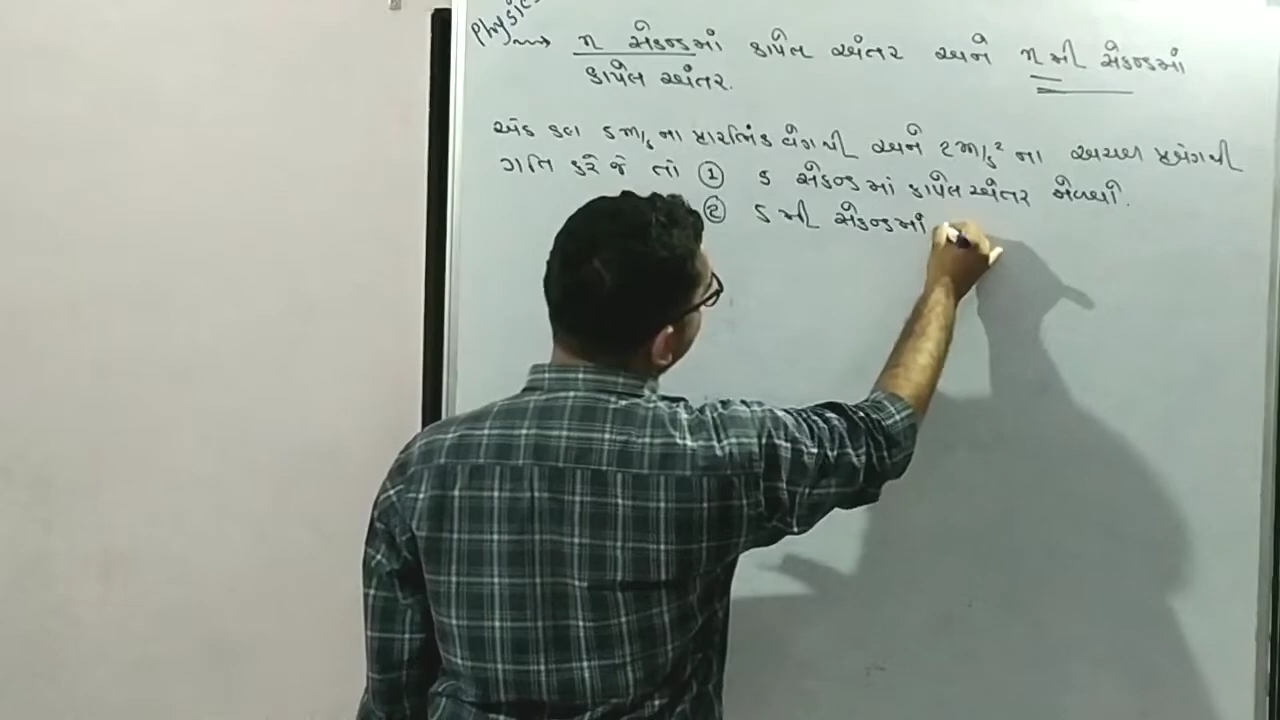 Physics
n સેકન્ડમાં કાપેલ અંતર અને n મી સેકન્ડમાં
કાપેલ અંતર.
એક કણ 5 m/s ના પ્રારંભિક વેગથી અને 2 m/s² ના અચળ પ્રવેગથી
ગતિ કરે છે તો ① 5 સેકન્ડમાં કાપેલ અંતર મેળવો.
② 5 મી સેકન્ડમાં